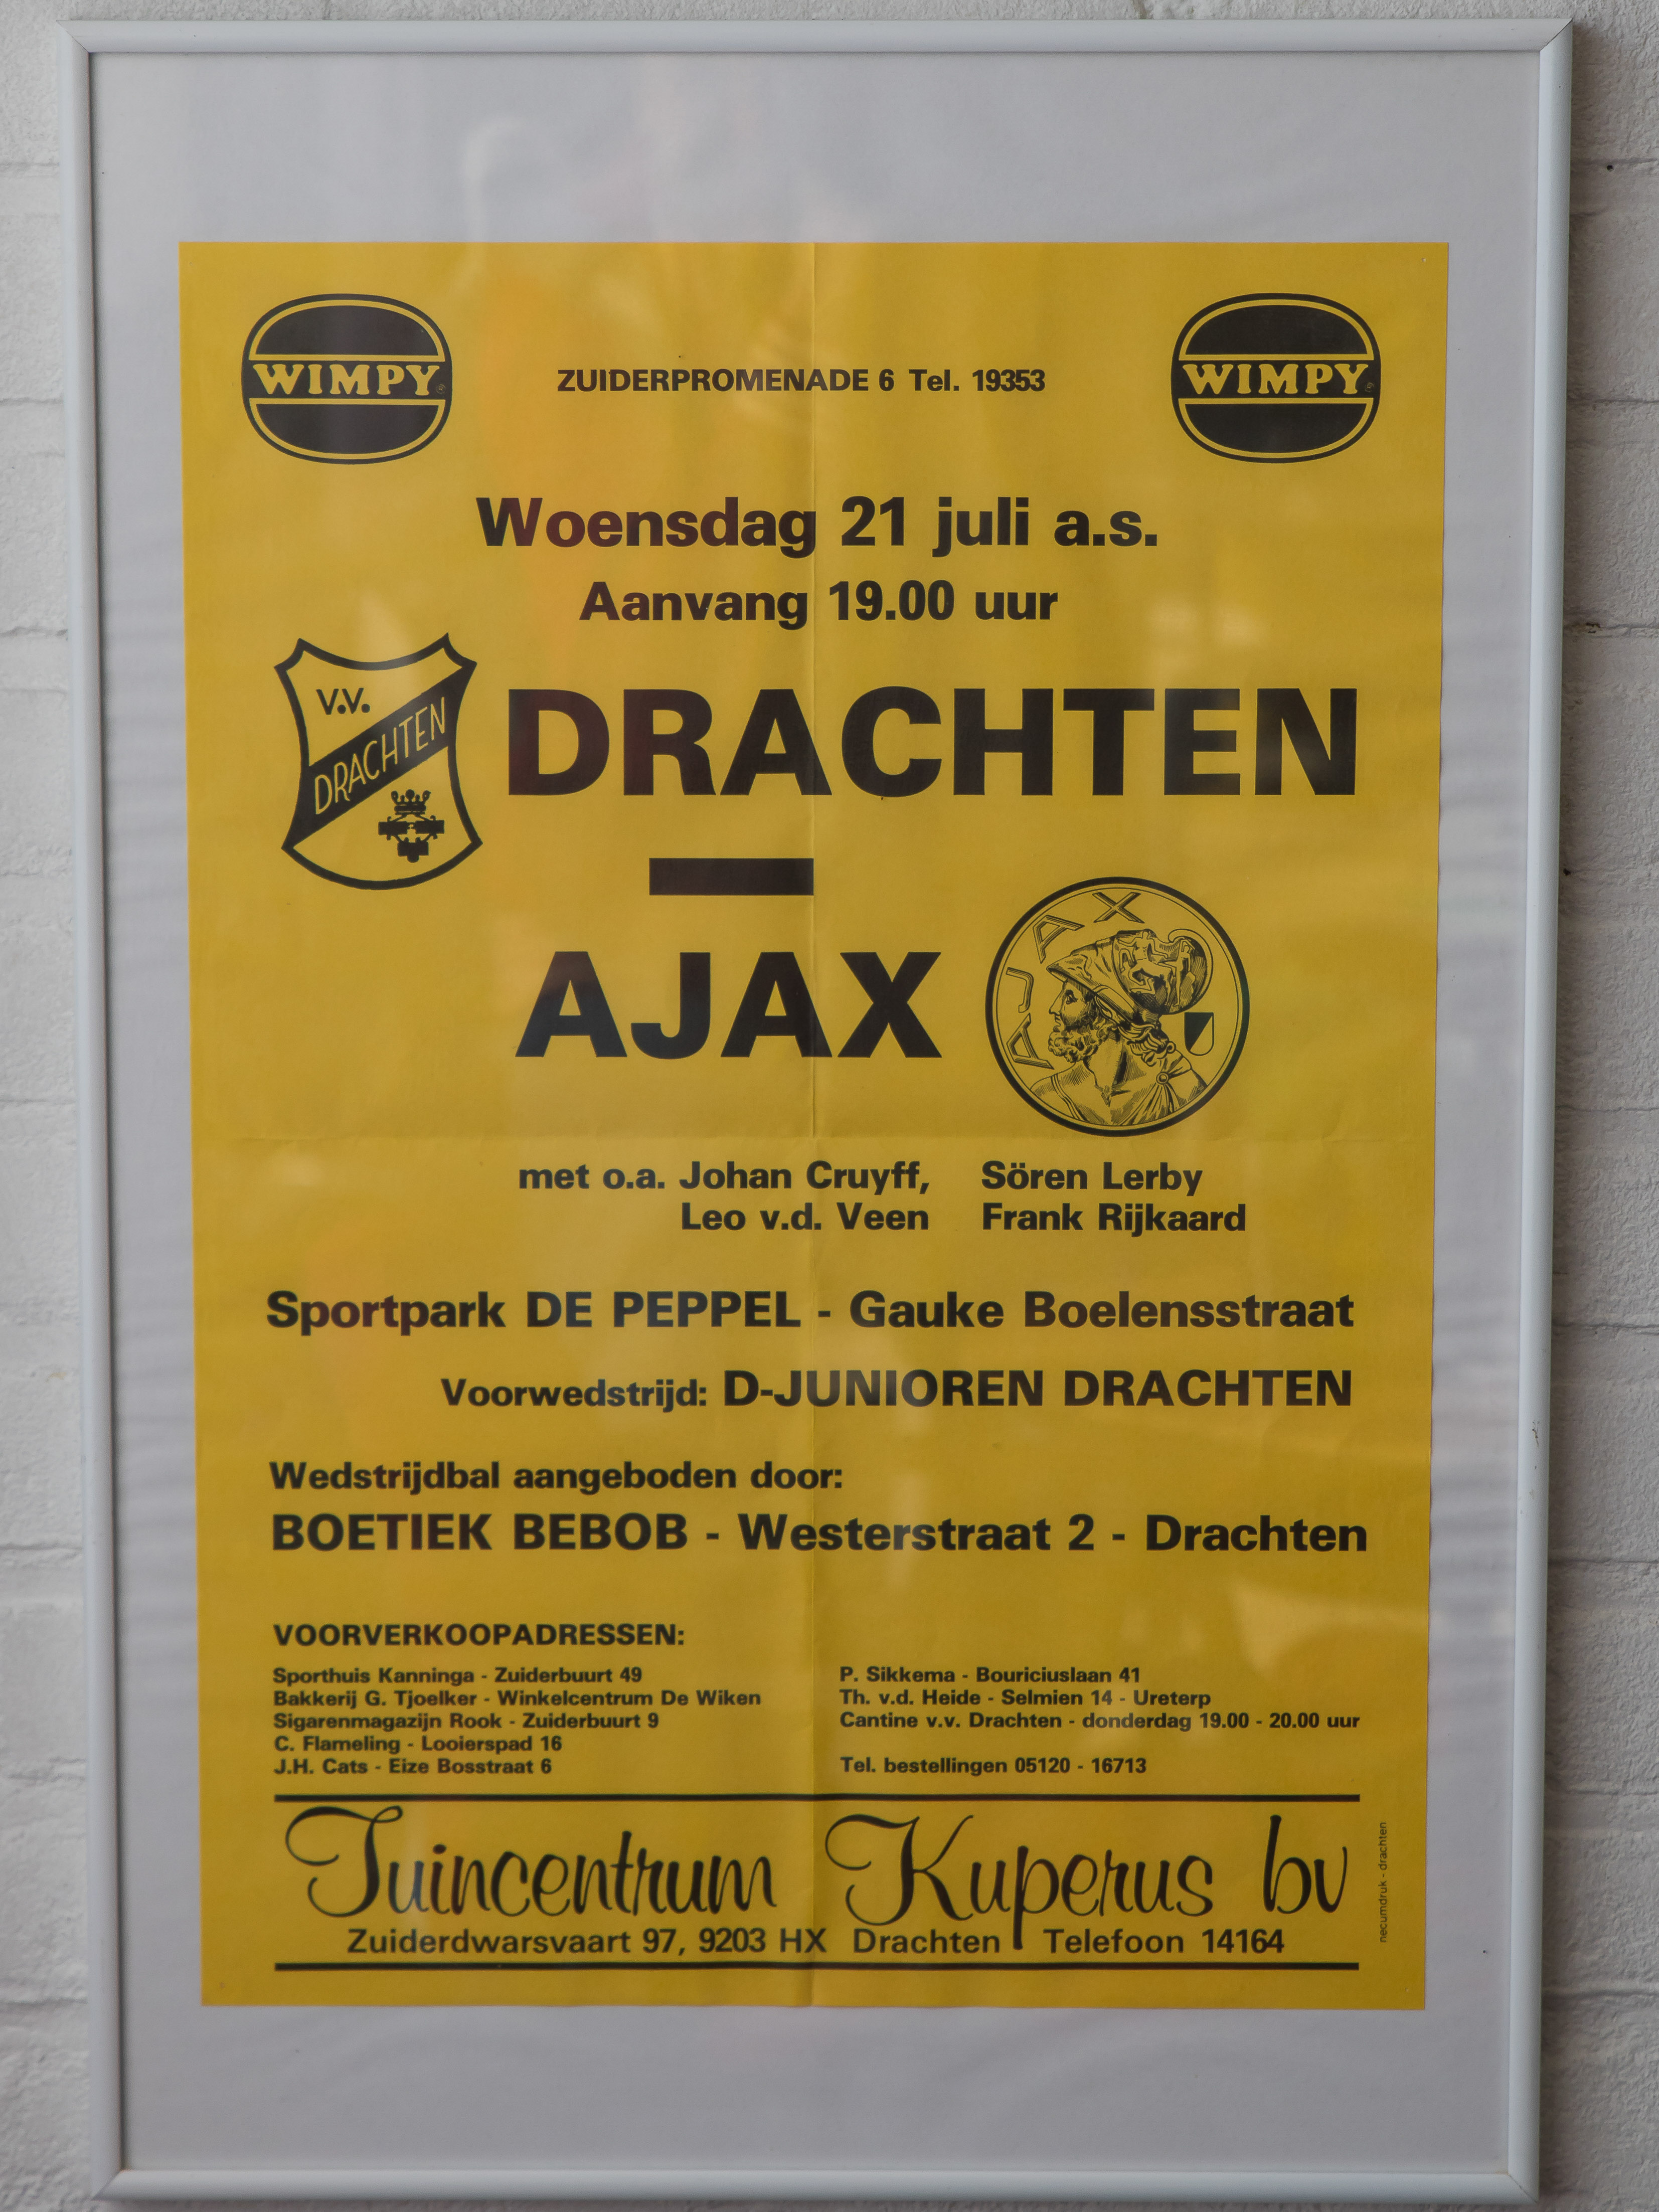 WIMPY
ZUIDERPROMENADE 6 Tel. 19353
WIMPY
Woensdag 21 juli a.s.
Aanvang 19.00 uur
V.V.
DRACHTEN
DRACHTEN
—
AJAX
AJAX
met o.a. Johan Cruyff, Sören Lerby
Leo v.d. Veen Frank Rijkaard
Sportpark DE PEPPEL - Gauke Boelensstraat
Voorwedstrijd: D-JUNIOREN DRACHTEN
Wedstrijdbal aangeboden door:
BOETIEK BEBOB - Westerstraat 2 - Drachten
VOORVERKOOPADRESSEN:
Sporthuis Kanninga - Zuiderbuurt 49
Bakkerij G. Tjoelker - Winkelcentrum De Wiken
Sigarenmagazijn Rook - Zuiderbuurt 9
C. Flameling - Looierspad 16
J.H. Cats - Eize Bosstraat 6
P. Sikkema - Bouriciuslaan 41
Th. v.d. Heide - Selmien 14 - Ureterp
Cantine v.v. Drachten - donderdag 19.00 - 20.00 uur
Tel. bestellingen 05120 - 16713
Tuincentrum Kuperus bv
Zuiderdwarsvaart 97, 9203 HX Drachten Telefoon 14164
necumdruk - drachten